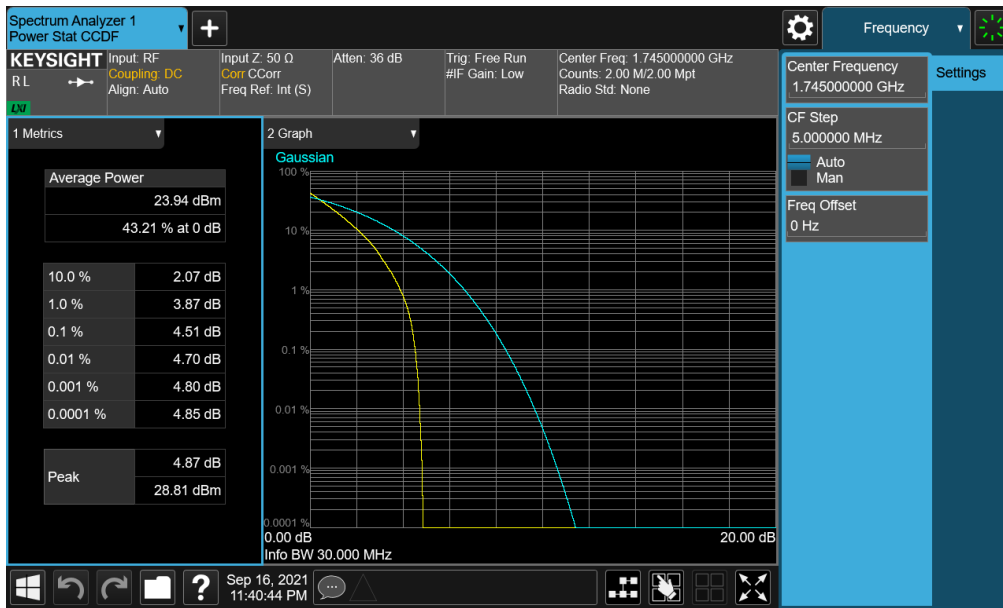 Spectrum Analyzer 1
Power Stat CCDF
+
Frequency
KEYSIGHT
R L
LXI
Input: RF
Coupling: DC
Align: Auto
Input Z: 50 Ω
Corr CCorr
Freq Ref: Int (S)
Atten: 36 dB
Trig: Free Run
#IF Gain: Low
Center Freq: 1.745000000 GHz
Counts: 2.00 M/2.00 Mpt
Radio Std: None
Center Frequency
1.745000000 GHz
Settings
CF Step
5.000000 MHz
Auto
Man
Freq Offset
0 Hz
1 Metrics
Average Power
23.94 dBm
43.21 % at 0 dB
10.0 % 2.07 dB
1.0 % 3.87 dB
0.1 % 4.51 dB
0.01 % 4.70 dB
0.001 % 4.80 dB
0.0001 % 4.85 dB
Peak
4.87 dB
28.81 dBm
2 Graph
Gaussian
100 %
10 %
1 %
0.1 %
0.01 %
0.001 %
0.0001 %
0.00 dB 20.00 dB
Info BW 30.000 MHz
?
Sep 16, 2021
11:40:44 PM